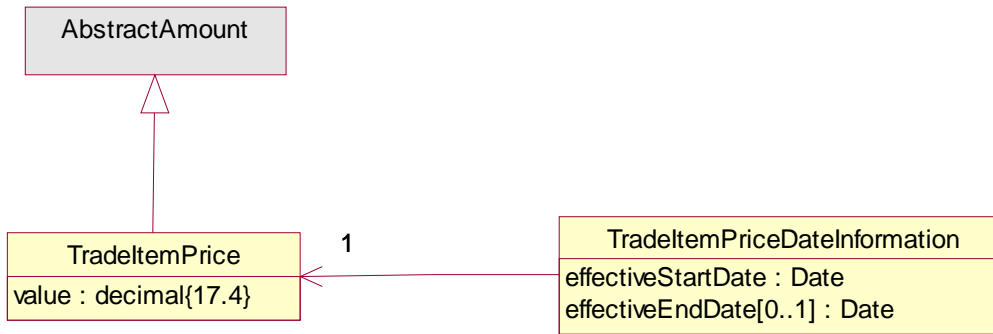 AbstractAmount
TradeItemPrice
value : decimal{17.4}
1
TradeItemPriceDateInformation
effectiveStartDate : Date
effectiveEndDate[0..1] : Date